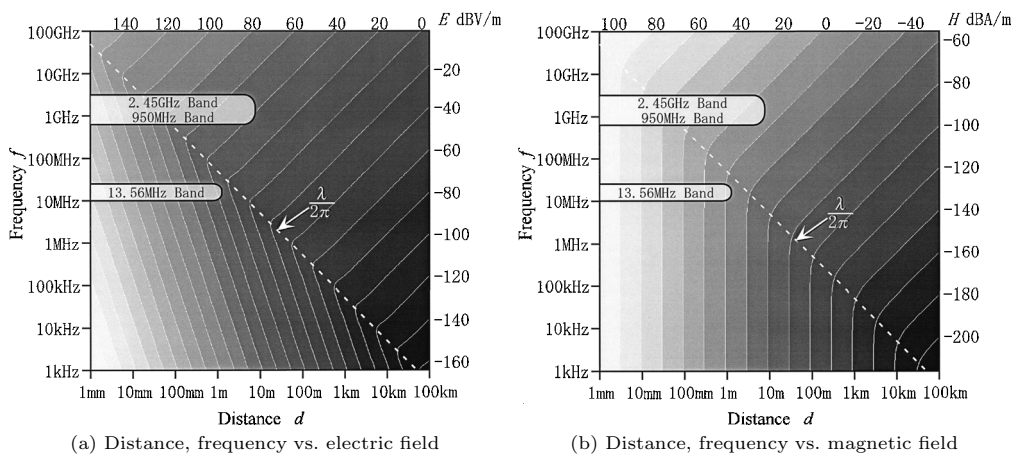 140 120 100 80 60 40 20 0 E dBV/m
100GHz
10GHz
1GHz
100MHz
10MHz
1MHz
100kHz
10kHz
1kHz
Frequency f
2.45GHz Band
950MHz Band
13.56MHz Band
λ/2π
-20
-40
-60
-80
-100
-120
-140
-160
1mm 10mm 100mm 1m 10m 100m 1km 10km 100km
Distance d
(a) Distance, frequency vs. electric field
100 80 60 40 20 0 -20 -40 H dBA/m
100GHz
10GHz
1GHz
100MHz
10MHz
1MHz
100kHz
10kHz
1kHz
Frequency f
2.45GHz Band
950MHz Band
13.56MHz Band
λ/2π
-60
-80
-100
-120
-140
-160
-180
-200
1mm 10mm 100mm 1m 10m 100m 1km 10km 100km
Distance d
(b) Distance, frequency vs. magnetic field